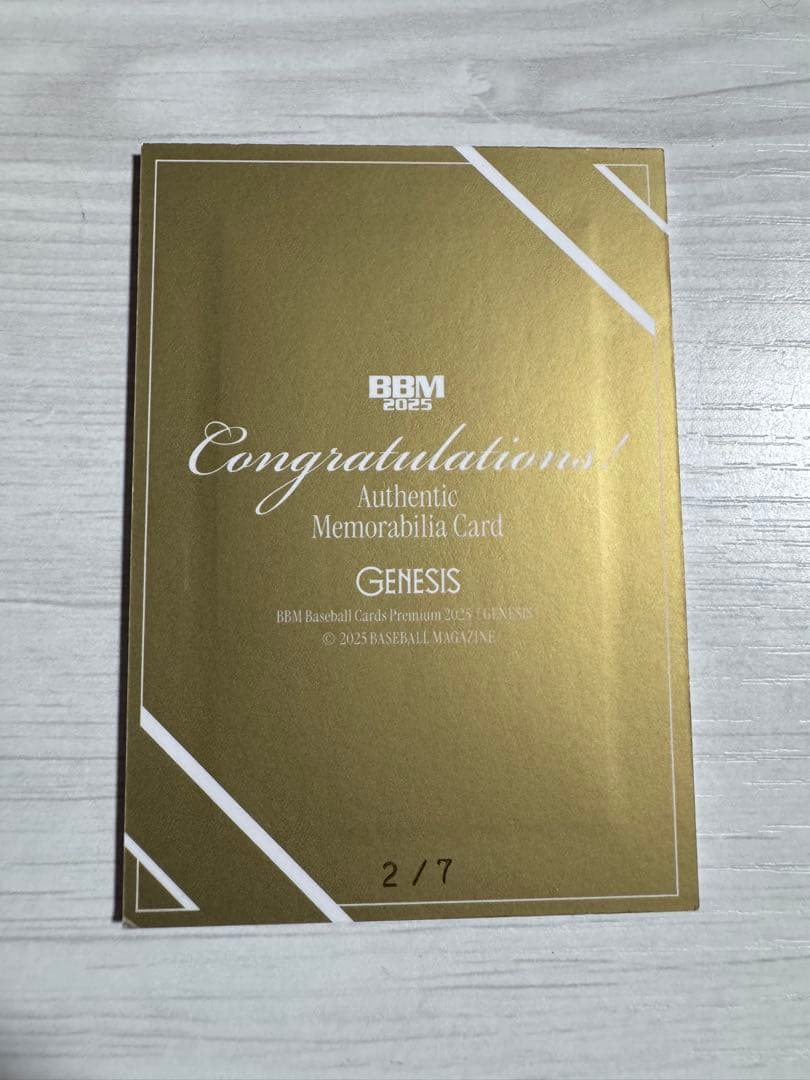 BBM
2025
Congratulations!
Authentic
Memorabilia Card
GENESIS
BBM Baseball Cards Premium 2025 「GENESIS」
© 2025 BASEBALL MAGAZINE
2/7